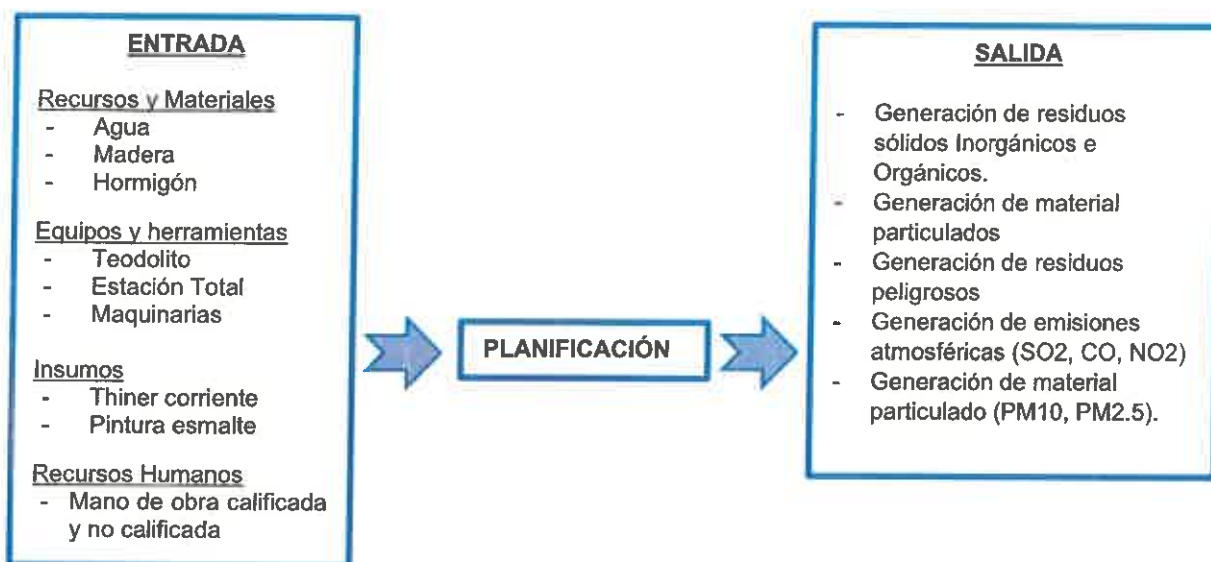 ENTRADA
Recursos y Materiales
- Agua
- Madera
- Hormigón
Equipos y herramientas
- Teodolito
- Estación Total
- Maquinarias
Insumos
- Thiner corriente
- Pintura esmalte
Recursos Humanos
- Mano de obra calificada
y no calificada
PLANIFICACIÓN
SALIDA
- Generación de residuos
sólidos Inorgánicos e
Orgánicos.
- Generación de material
particulados
- Generación de residuos
peligrosos
- Generación de emisiones
atmosféricas (SO2, CO, NO2)
- Generación de material
particulado (PM10, PM2.5).